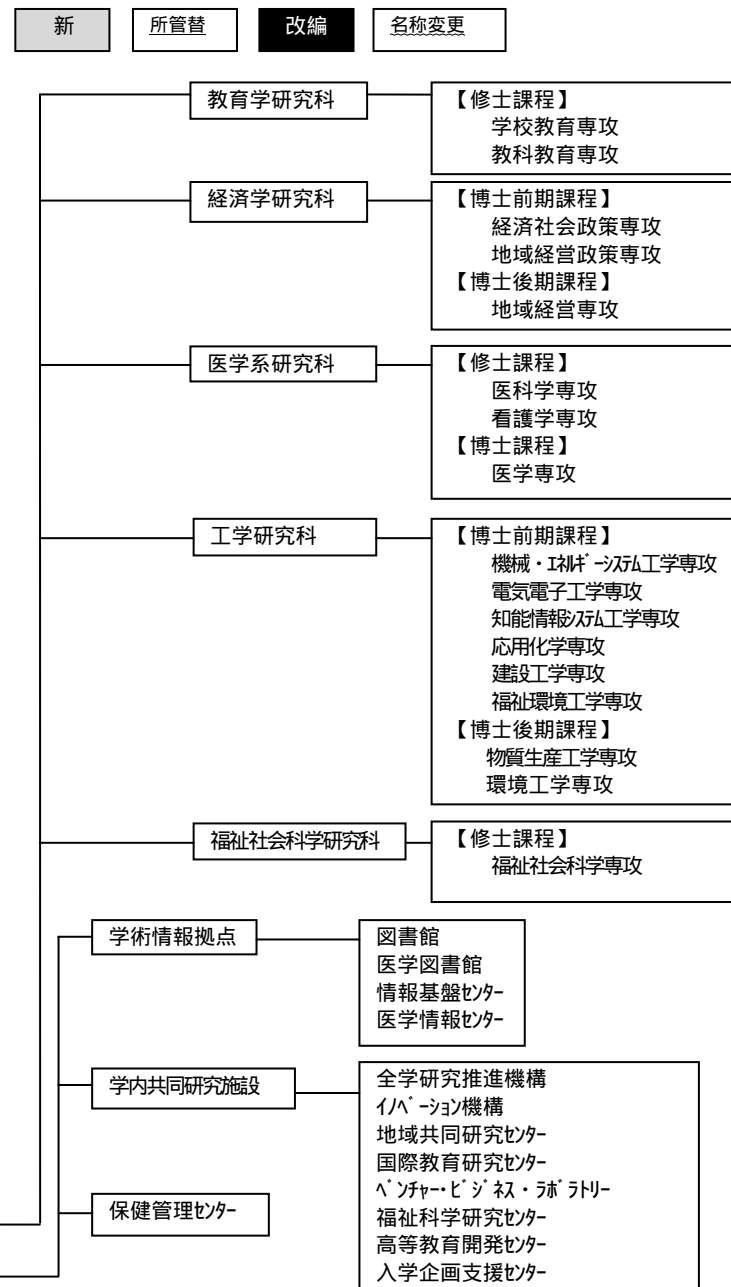 新 所管替 改編 名称変更
教育学研究科
【修士課程】
学校教育専攻
教科教育専攻
経済学研究科
【博士前期課程】
経済社会政策専攻
地域経営政策専攻
【博士後期課程】
地域経営専攻
医学系研究科
【修士課程】
医科学専攻
看護学専攻
【博士課程】
医学専攻
工学研究科
【博士前期課程】
機械・ｴﾈﾙｷﾞｰｼｽﾃﾑ工学専攻
電気電子工学専攻
知能情報ｼｽﾃﾑ工学専攻
応用化学専攻
建設工学専攻
福祉環境工学専攻
【博士後期課程】
物質生産工学専攻
環境工学専攻
福祉社会科学研究科
【修士課程】
福祉社会科学専攻
学術情報拠点
図書館
医学図書館
情報基盤ｾﾝﾀｰ
医学情報ｾﾝﾀｰ
学内共同研究施設
全学研究推進機構
ｲﾉﾍﾞｰｼｮﾝ機構
地域共同研究ｾﾝﾀｰ
国際教育研究ｾﾝﾀｰ
ﾍﾞﾝﾁｬｰ・ﾋﾞｼﾞﾈｽ・ﾗﾎﾞﾗﾄﾘｰ
福祉科学研究ｾﾝﾀｰ
高等教育開発ｾﾝﾀｰ
入学企画支援ｾﾝﾀｰ
保健管理ｾﾝﾀｰ